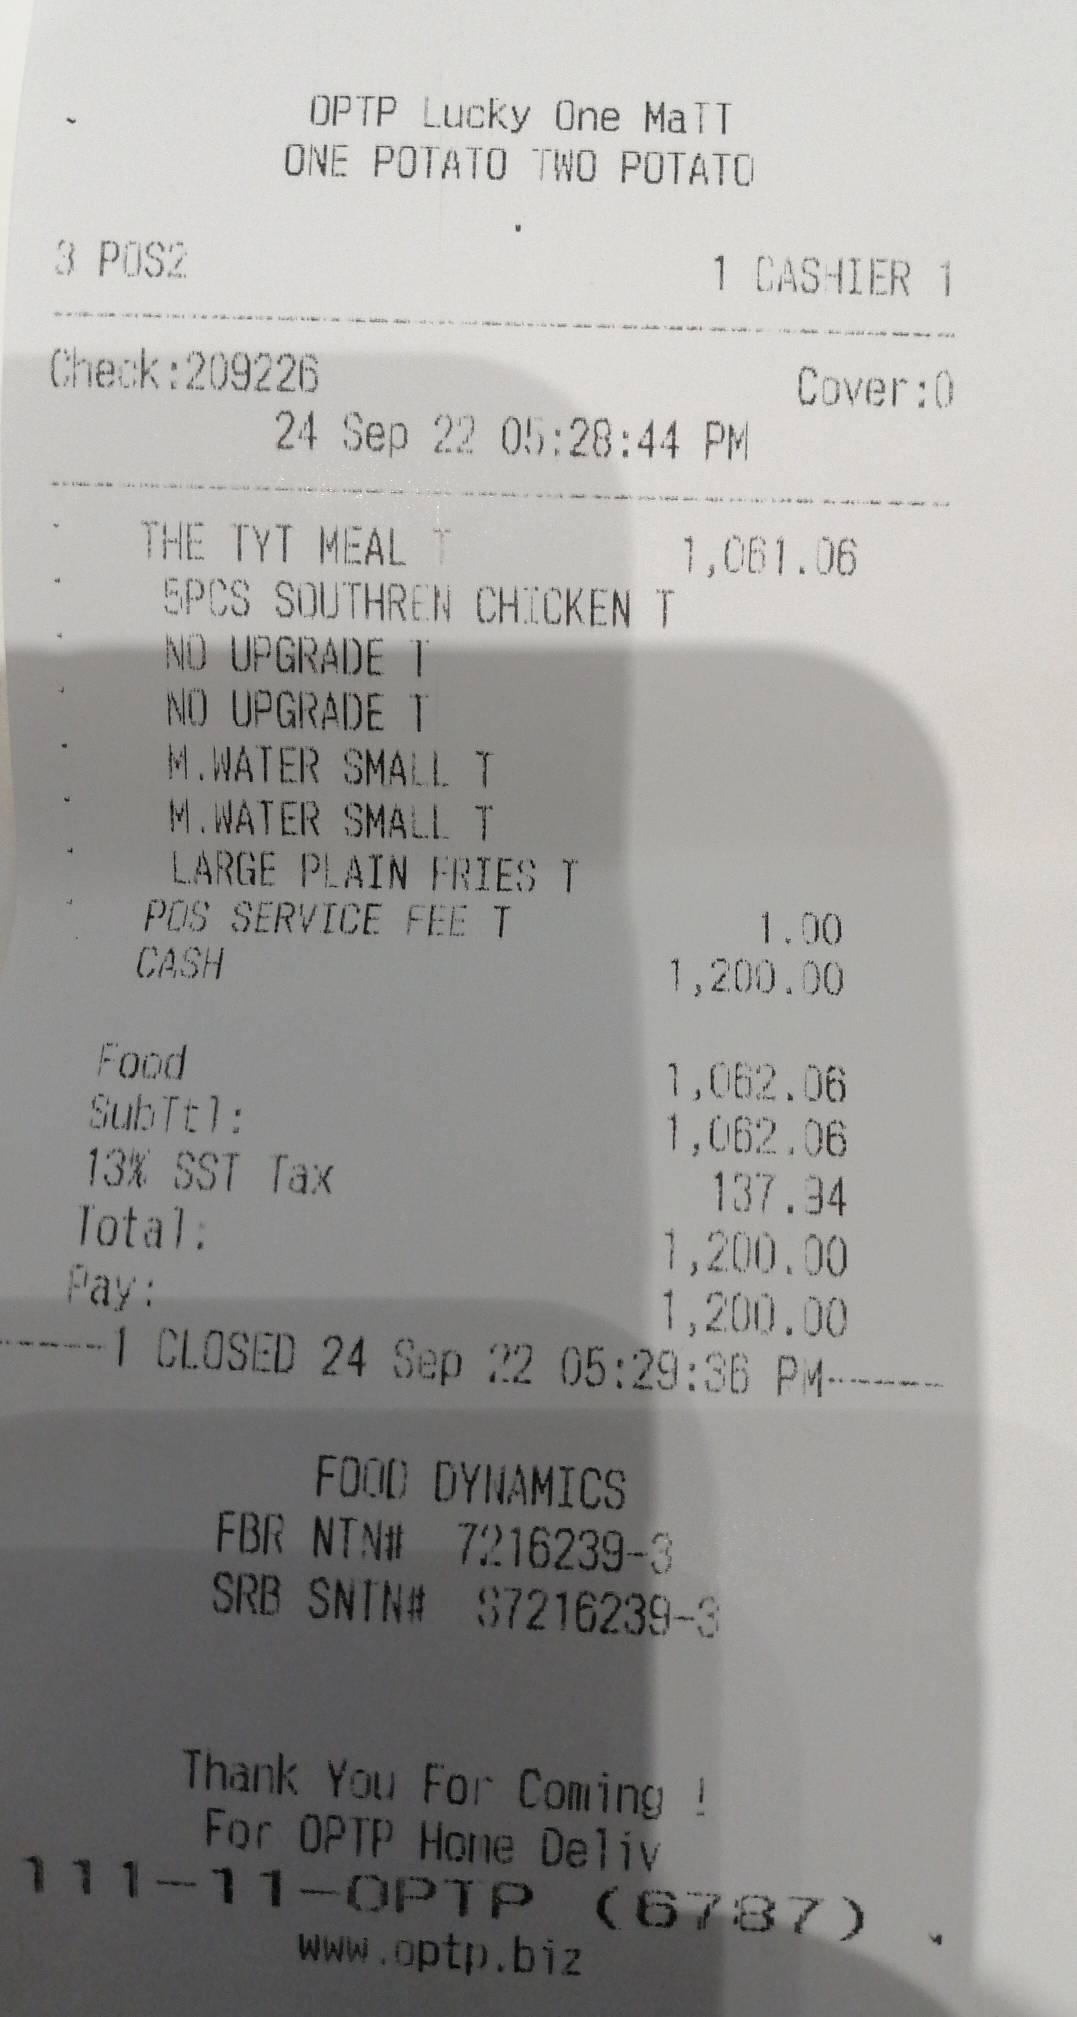 OPTP Lucky One MaTT
ONE POTATO TWO POTATO
3 POS2 1 CASHIER 1
Check:209226 Cover:0
24 Sep 22 05:28:44 PM
THE TYT MEAL T 1,061.06
5PCS SOUTHREN CHICKEN T
NO UPGRADE T
NO UPGRADE T
M.WATER SMALL T
M.WATER SMALL T
LARGE PLAIN FRIES T
POS SERVICE FEE T 1.00
CASH 1,200.00
Food 1,062.06
SubTtl: 1,062.06
13% SST Tax 137.94
Total: 1,200.00
Pay: 1,200.00
------1 CLOSED 24 Sep 22 05:29:36 PM------
FOOD DYNAMICS
FBR NTN# 7216239-3
SRB SNTN# S7216239-3
Thank You For Coming !
For OPTP Home Deliv
111-11-OPTP (6787)
www.optp.biz